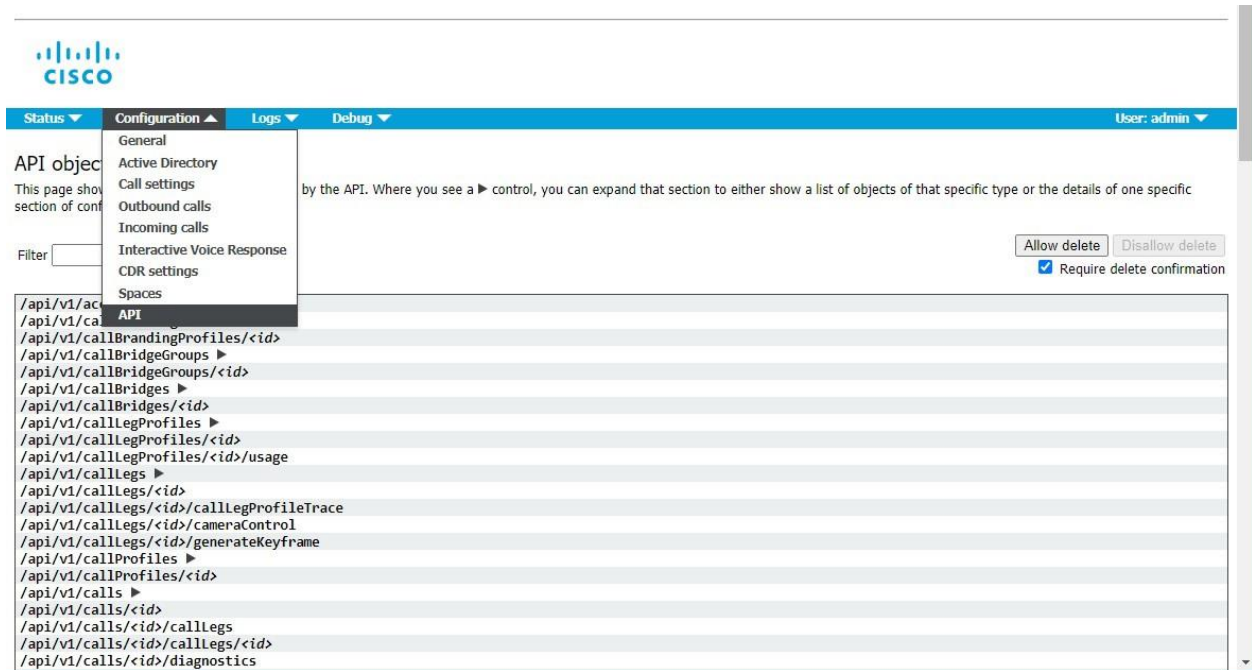 CISCO
Status Configuration Logs Debug User: admin
General
Active Directory
Call settings
Outbound calls
Incoming calls
Interactive Voice Response
CDR settings
Spaces
API
API objec
This page by the API. Where you see a ▶ control, you can expand that section to either show a list of objects of that specific type or the details of one specific
section of
Filter
Allow delete Disallow delete
Require delete confirmation
/api/v1/
/api/v1/
/api/v1/callBrandingProfiles/<id>
/api/v1/callBridgeGroups ▶
/api/v1/callBridgeGroups/<id>
/api/v1/callBridges ▶
/api/v1/callBridges/<id>
/api/v1/callLegProfiles ▶
/api/v1/callLegProfiles/<id>
/api/v1/callLegProfiles/<id>/usage
/api/v1/callLegs ▶
/api/v1/callLegs/<id>
/api/v1/callLegs/<id>/callLegProfileTrace
/api/v1/callLegs/<id>/cameraControl
/api/v1/callLegs/<id>/generateKeyframe
/api/v1/callProfiles ▶
/api/v1/callProfiles/<id>
/api/v1/calls ▶
/api/v1/calls/<id>
/api/v1/calls/<id>/callLegs
/api/v1/calls/<id>/callLegs/<id>
/api/v1/calls/<id>/diagnostics